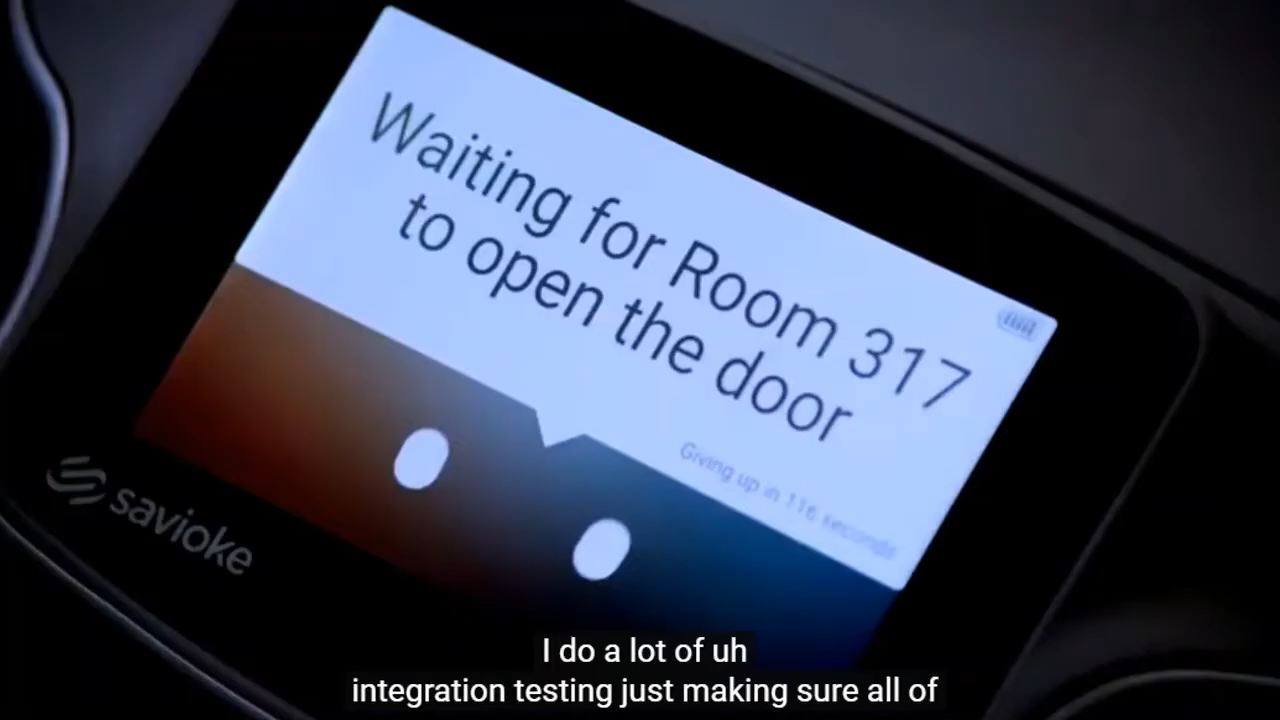 Waiting for Room 317
to open the door
Giving up in 116 seconds
savioke
I do a lot of uh
integration testing just making sure all of